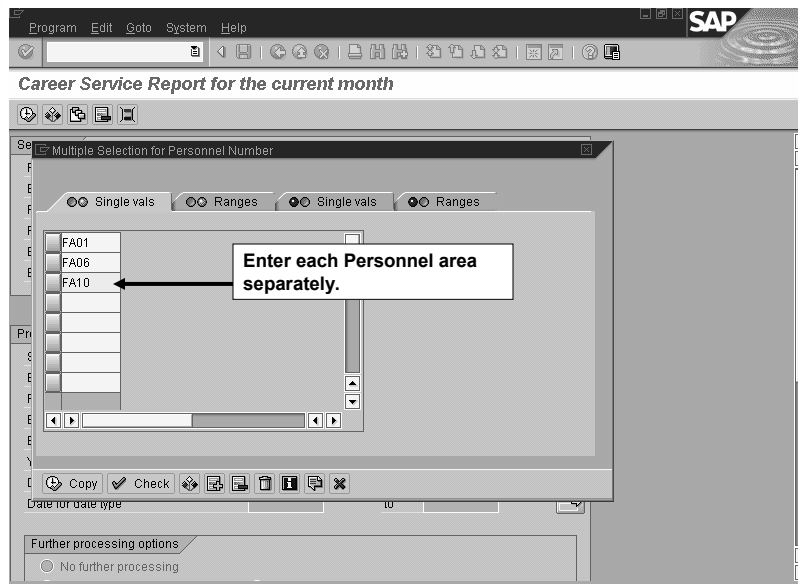 Program Edit Goto System Help
SAP
Career Service Report for the current month
Se
Multiple Selection for Personnel Number
Single vals Ranges Single vals Ranges
FA01
FA06
FA10
Enter each Personnel area
separately.
Pr
Copy Check
Date for date type to
Further processing options
No further processing